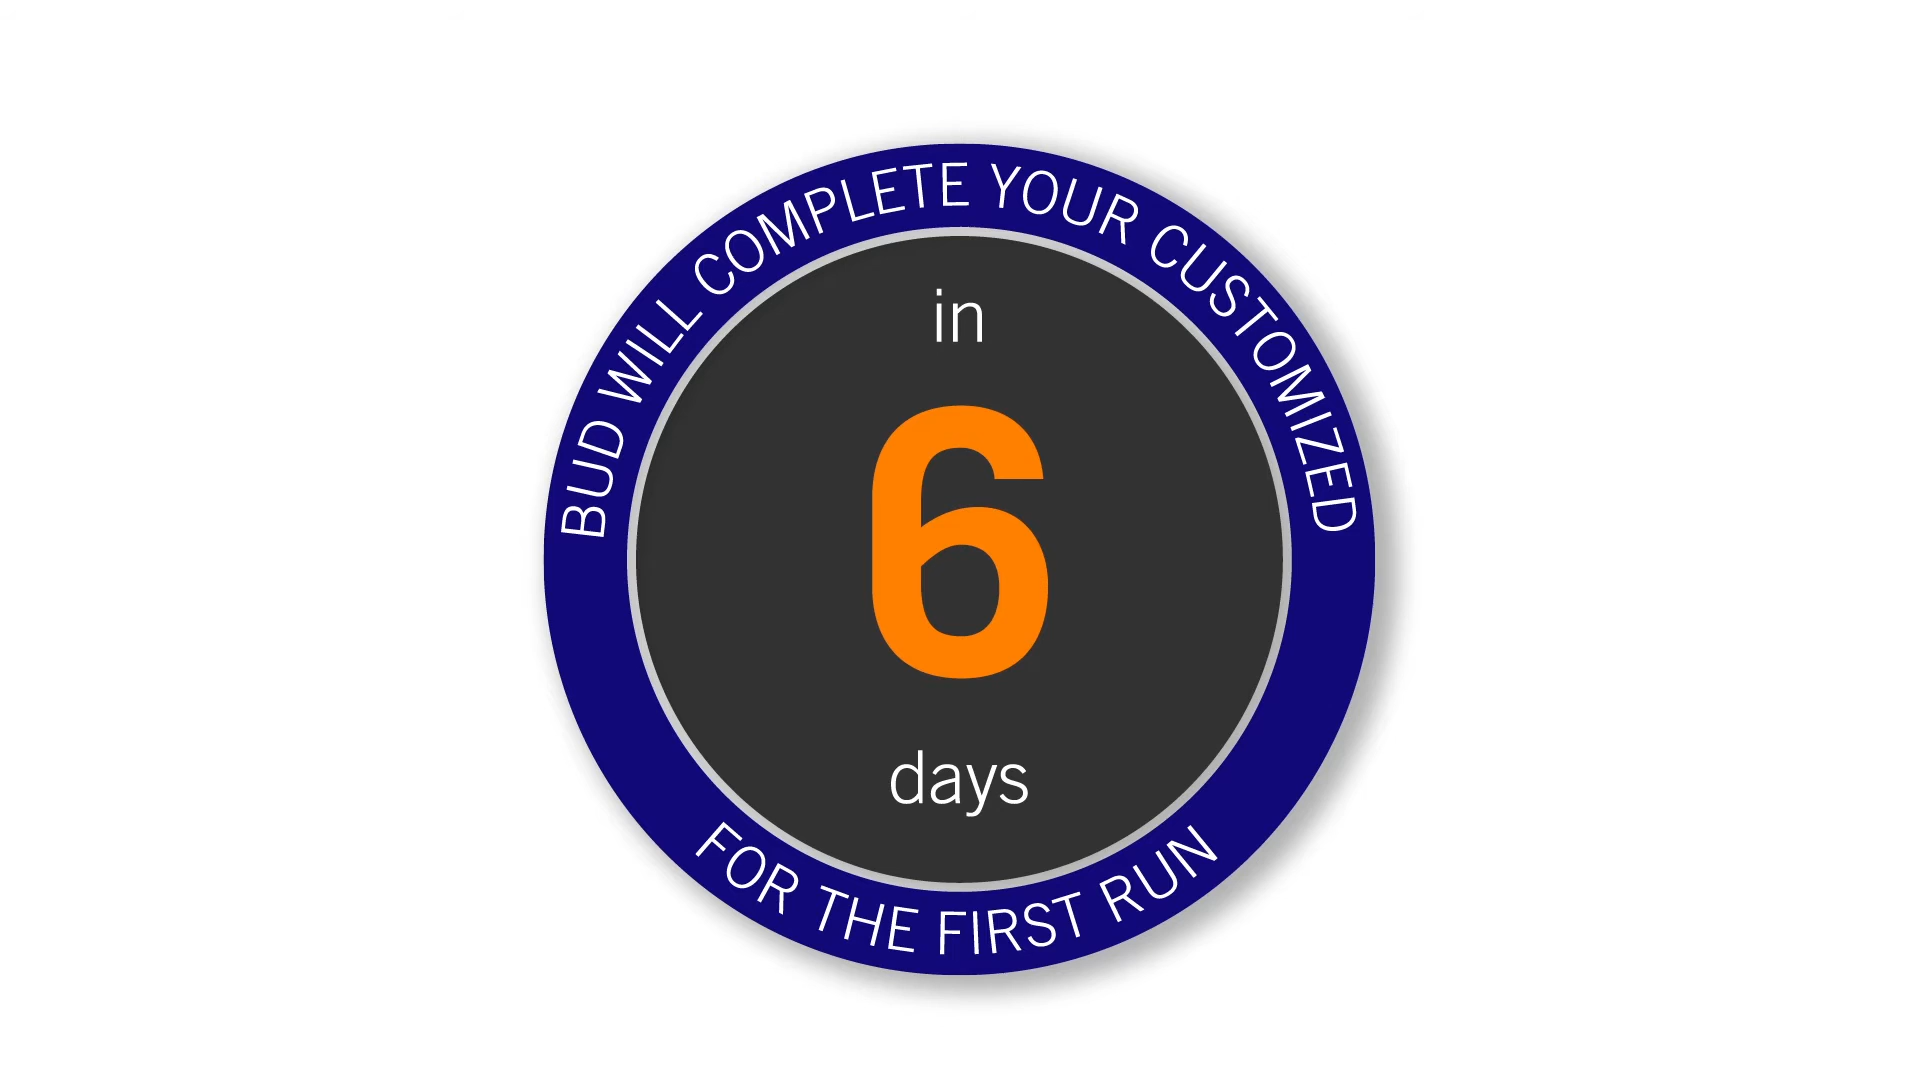 BUD WILL COMPLETE YOUR CUSTOMIZED
in
6
days
FOR THE FIRST RUN